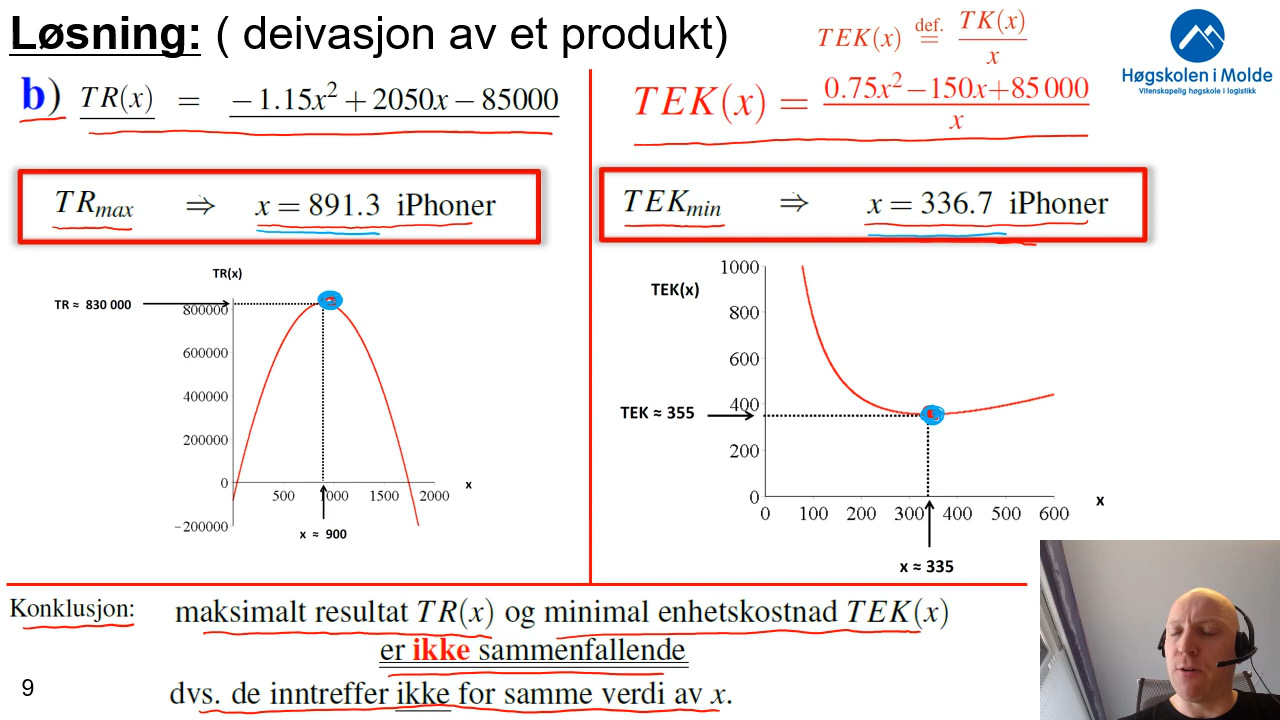 Løsning: ( deivasjon av et produkt)
TEK(x) def. = TK(x)/x
Høgskolen i Molde
Vitenskapelig høgskole i logistikk
b) TR(x) = −1.15x² + 2050x − 85000
TEK(x) = 0.75x²−150x+85 000/x
TRmax ⇒ x = 891.3 iPhoner
TEKmin ⇒ x = 336.7 iPhoner
TR(x)
TR ≈ 830 000
800000
600000
400000
200000
0
−200000
500 1000 1500 2000
x
x ≈ 900
TEK(x)
1000
800
600
400
200
0
TEK ≈ 355
0 100 200 300 400 500 600
x
x ≈ 335
Konklusjon: maksimalt resultat TR(x) og minimal enhetskostnad TEK(x)
er ikke sammenfallende
dvs. de inntreffer ikke for samme verdi av x.
9